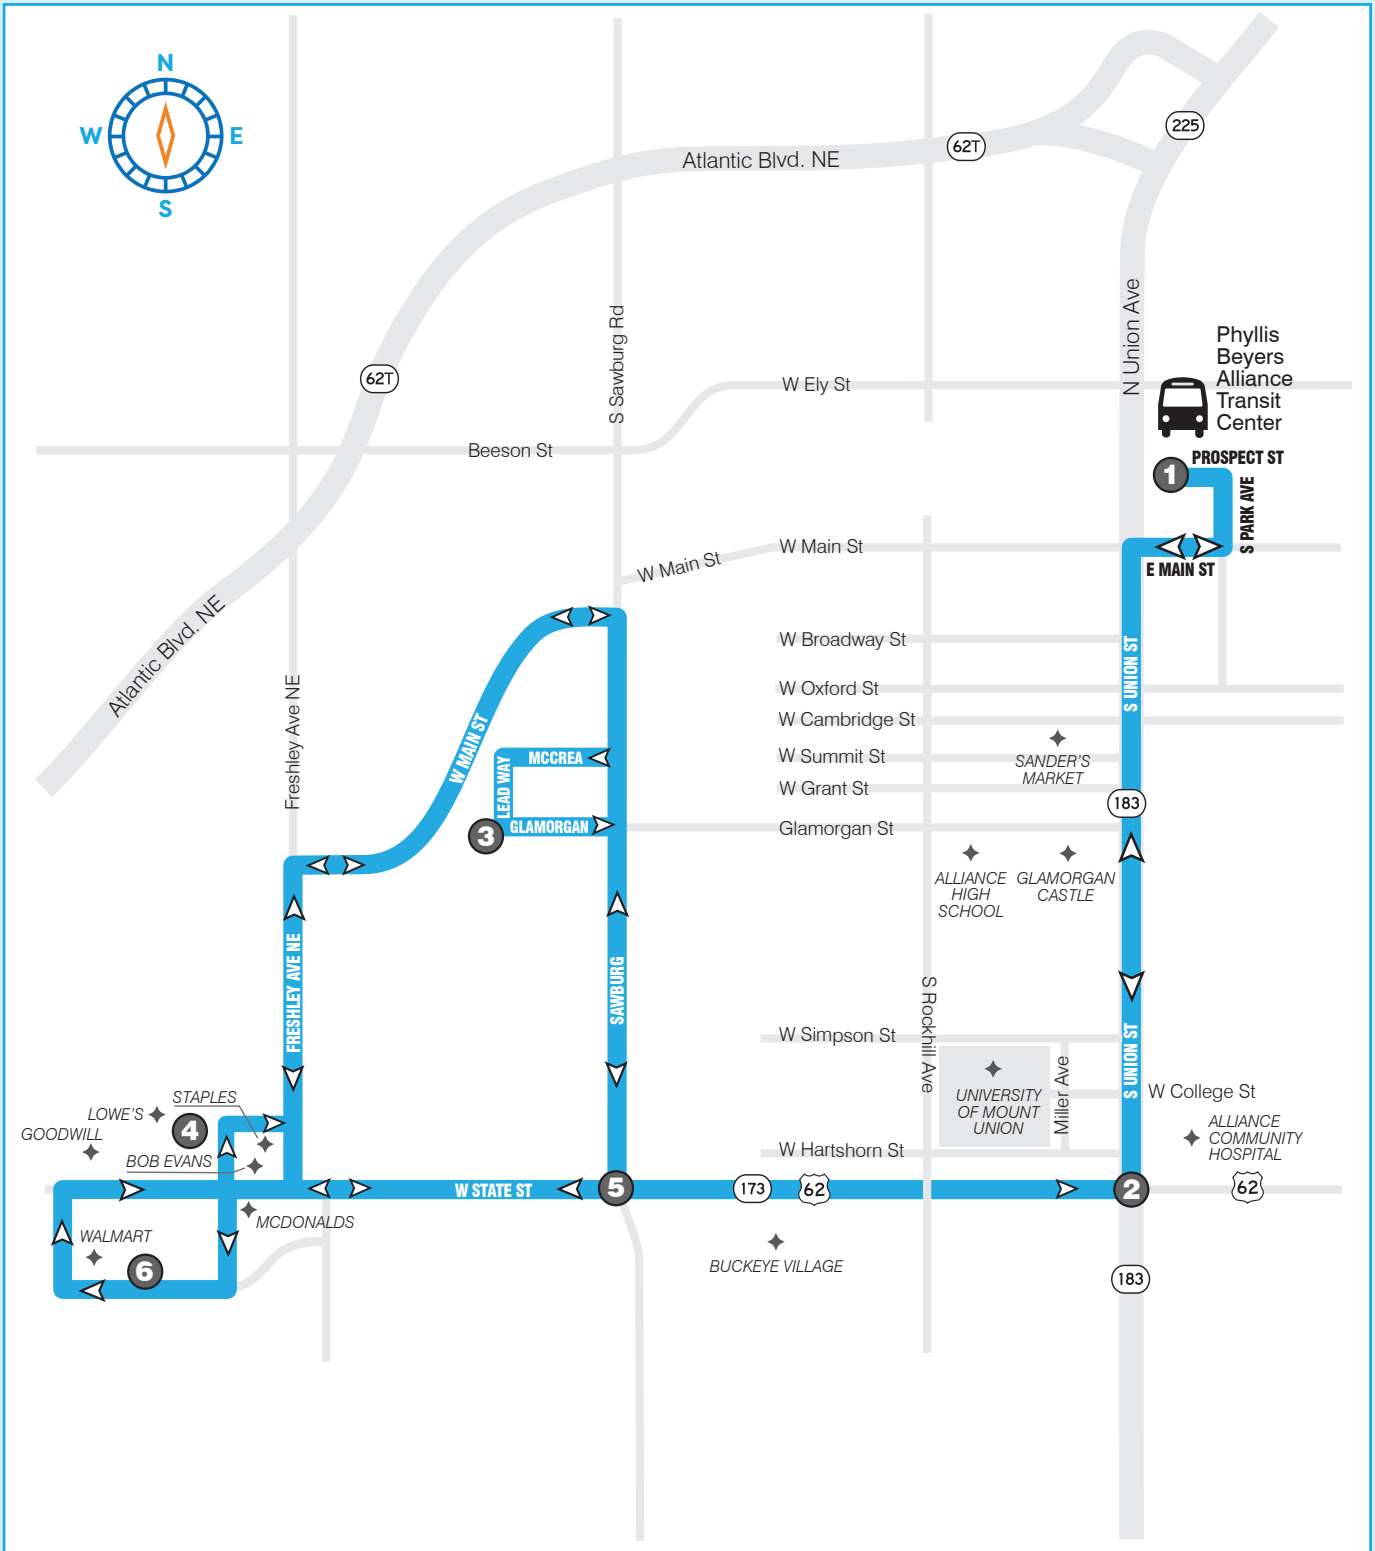 N
W
E
S
225
62T
Atlantic Blvd. NE
N Union Ave
S Sawburg Rd
Phyllis
Beyers
Alliance
Transit
Center
62T
W Ely St
Beeson St
PROSPECT ST
1
S PARK AVE
W Main St
W Main St
E MAIN ST
Atlantic Blvd. NE
W Broadway St
S UNION ST
Freshley Ave NE
W Oxford St
W Cambridge St
W MAIN ST
MCCREA
W Summit St
SANDER'S
MARKET
LEAD WAY
W Grant St
183
3
GLAMORGAN
Glamorgan St
ALLIANCE
HIGH
SCHOOL
GLAMORGAN
CASTLE
FRESHLEY AVE NE
SAWBURG
S Rockhill Ave
W Simpson St
S UNION ST
Miller Ave
UNIVERSITY
OF MOUNT
UNION
W College St
STAPLES
LOWE'S
4
GOODWILL
BOB EVANS
ALLIANCE
COMMUNITY
HOSPITAL
W Hartshorn St
W STATE ST
5
173
62
2
62
MCDONALDS
WALMART
6
BUCKEYE VILLAGE
183